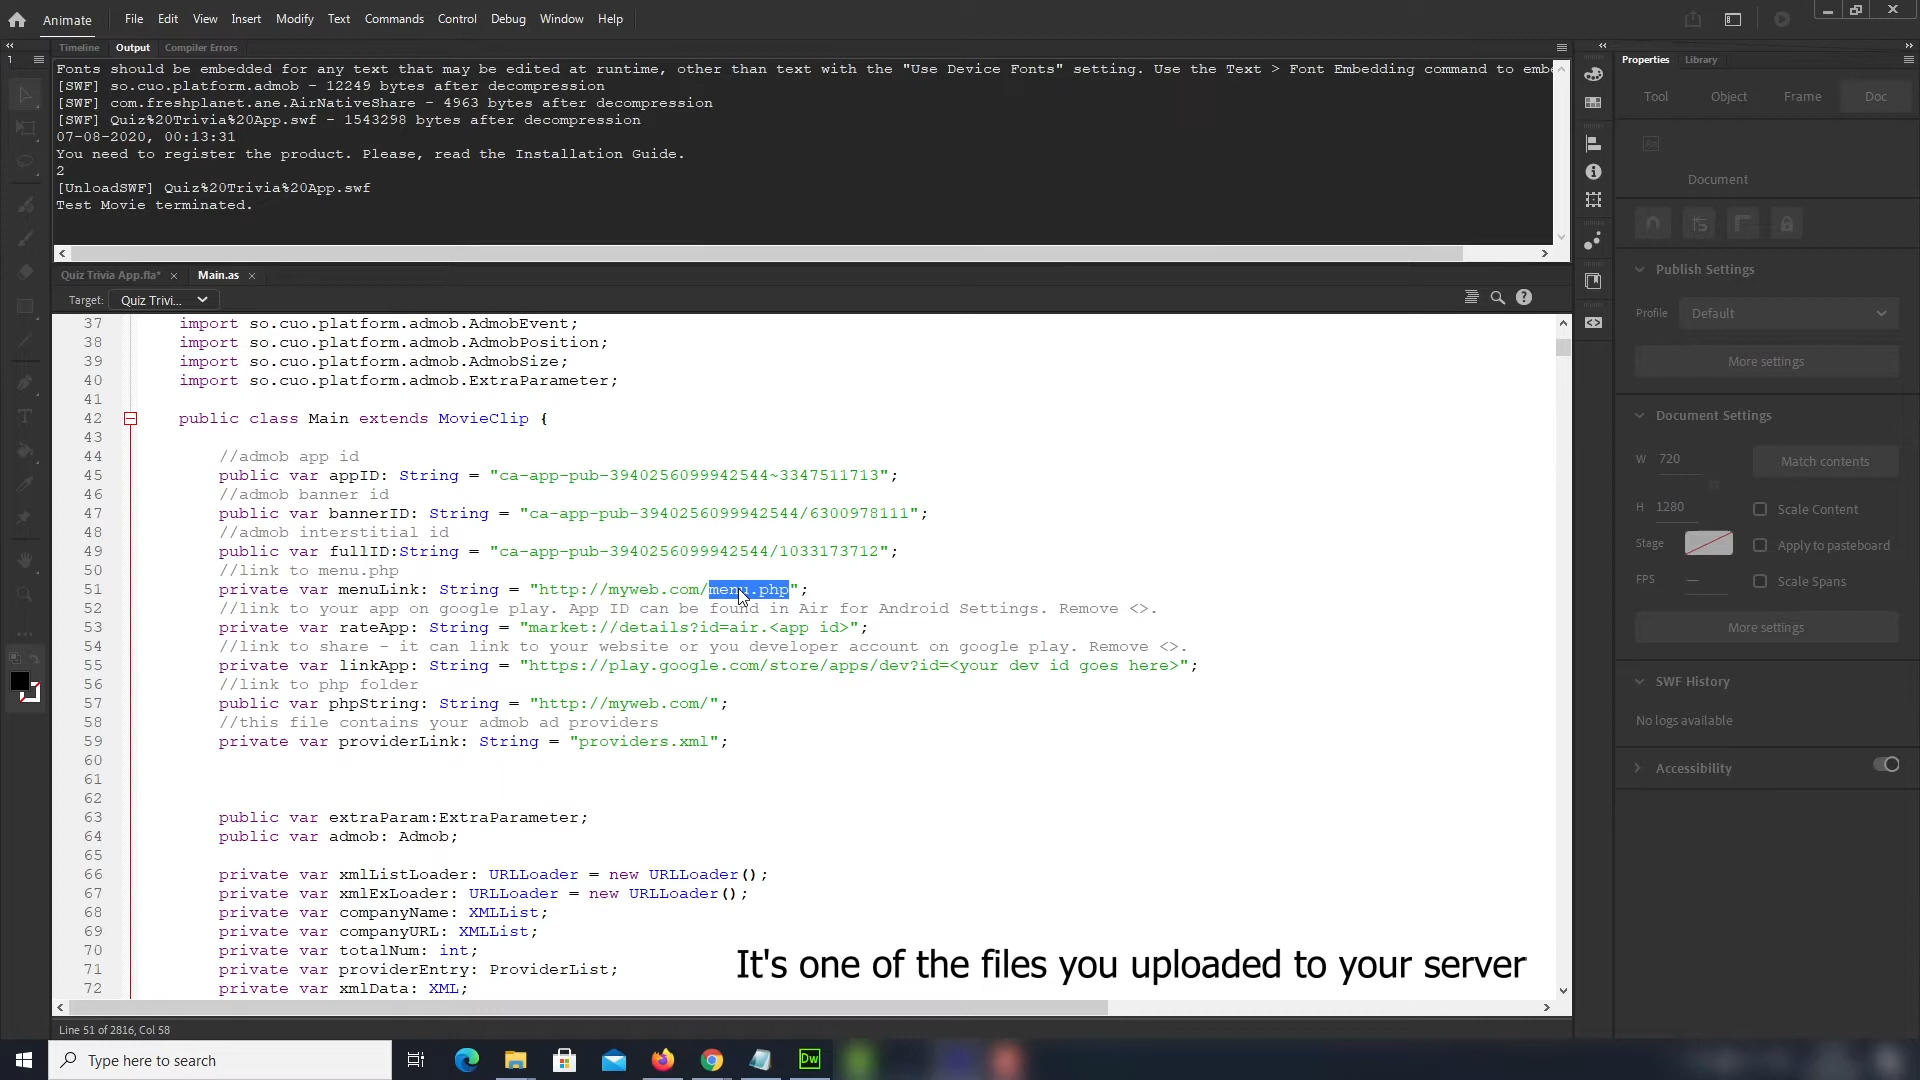 Animate File Edit View Insert Modify Text Commands Control Debug Window Help
Timeline Output Compiler Errors
1
Fonts should be embedded for any text that may be edited at runtime, other than text with the "Use Device Fonts" setting. Use the Text > Font Embedding command to embe
[SWF] so.cuo.platform.admob - 12249 bytes after decompression
[SWF] com.freshplanet.ane.AirNativeShare - 4963 bytes after decompression
[SWF] Quiz%20Trivia%20App.swf - 1543298 bytes after decompression
07-08-2020, 00:13:31
You need to register the product. Please, read the Installation Guide.
2
[UnloadSWF] Quiz%20Trivia%20App.swf
Test Movie terminated.
Quiz Trivia App.fla* × Main.as ×
Target: Quiz Trivi...
37 import so.cuo.platform.admob.AdmobEvent;
38 import so.cuo.platform.admob.AdmobPosition;
39 import so.cuo.platform.admob.AdmobSize;
40 import so.cuo.platform.admob.ExtraParameter;
41
42 public class Main extends MovieClip {
43
44 //admob app id
45 public var appID: String = "ca-app-pub-3940256099942544~3347511713";
46 //admob banner id
47 public var bannerID: String = "ca-app-pub-3940256099942544/6300978111";
48 //admob interstitial id
49 public var fullID:String = "ca-app-pub-3940256099942544/1033173712";
50 //link to menu.php
51 private var menuLink: String = "http://myweb.com/menu.php";
52 //link to your app on google play. App ID can be found in Air for Android Settings. Remove <>.
53 private var rateApp: String = "market://details?id=air.<app id>";
54 //link to share - it can link to your website or you developer account on google play. Remove <>.
55 private var linkApp: String = "https://play.google.com/store/apps/dev?id=<your dev id goes here>";
56 //link to php folder
57 public var phpString: String = "http://myweb.com/";
58 //this file contains your admob ad providers
59 private var providerLink: String = "providers.xml";
60
61
62
63 public var extraParam:ExtraParameter;
64 public var admob: Admob;
65
66 private var xmlListLoader: URLLoader = new URLLoader();
67 private var xmlExLoader: URLLoader = new URLLoader();
68 private var companyName: XMLList;
69 private var companyURL: XMLList;
70 private var totalNum: int;
71 private var providerEntry: ProviderList;
72 private var xmlData: XML;
It's one of the files you uploaded to your server
Line 51 of 2816, Col 58
Properties Library
Tool Object Frame Doc
Document
Publish Settings
Profile Default
More settings
Document Settings
W 720 Match contents
H 1280 Scale Content
Stage Apply to pasteboard
FPS — Scale Spans
More settings
SWF History
No logs available
Accessibility
Type here to search
Dw